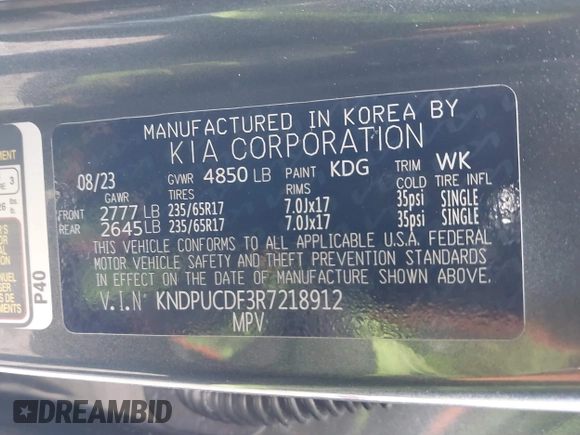 MANUFACTURED IN KOREA BY
KIA CORPORATION
08/23 GVWR 4850 LB PAINT KDG TRIM WK
GAWR TIRES RIMS COLD TIRE INFL
FRONT 2777 LB 235/65R17 7.0Jx17 35psi SINGLE
REAR 2645 LB 235/65R17 7.0Jx17 35psi SINGLE
THIS VEHICLE CONFORMS TO ALL APPLICABLE U.S.A. FEDERAL
MOTOR VEHICLE SAFETY AND THEFT PREVENTION STANDARDS
IN EFFECT ON THE DATE OF MANUFACTURE SHOWN ABOVE.
V.I.N KNDPUCDF3R7218912
MPV
P40
3
DREAMBID